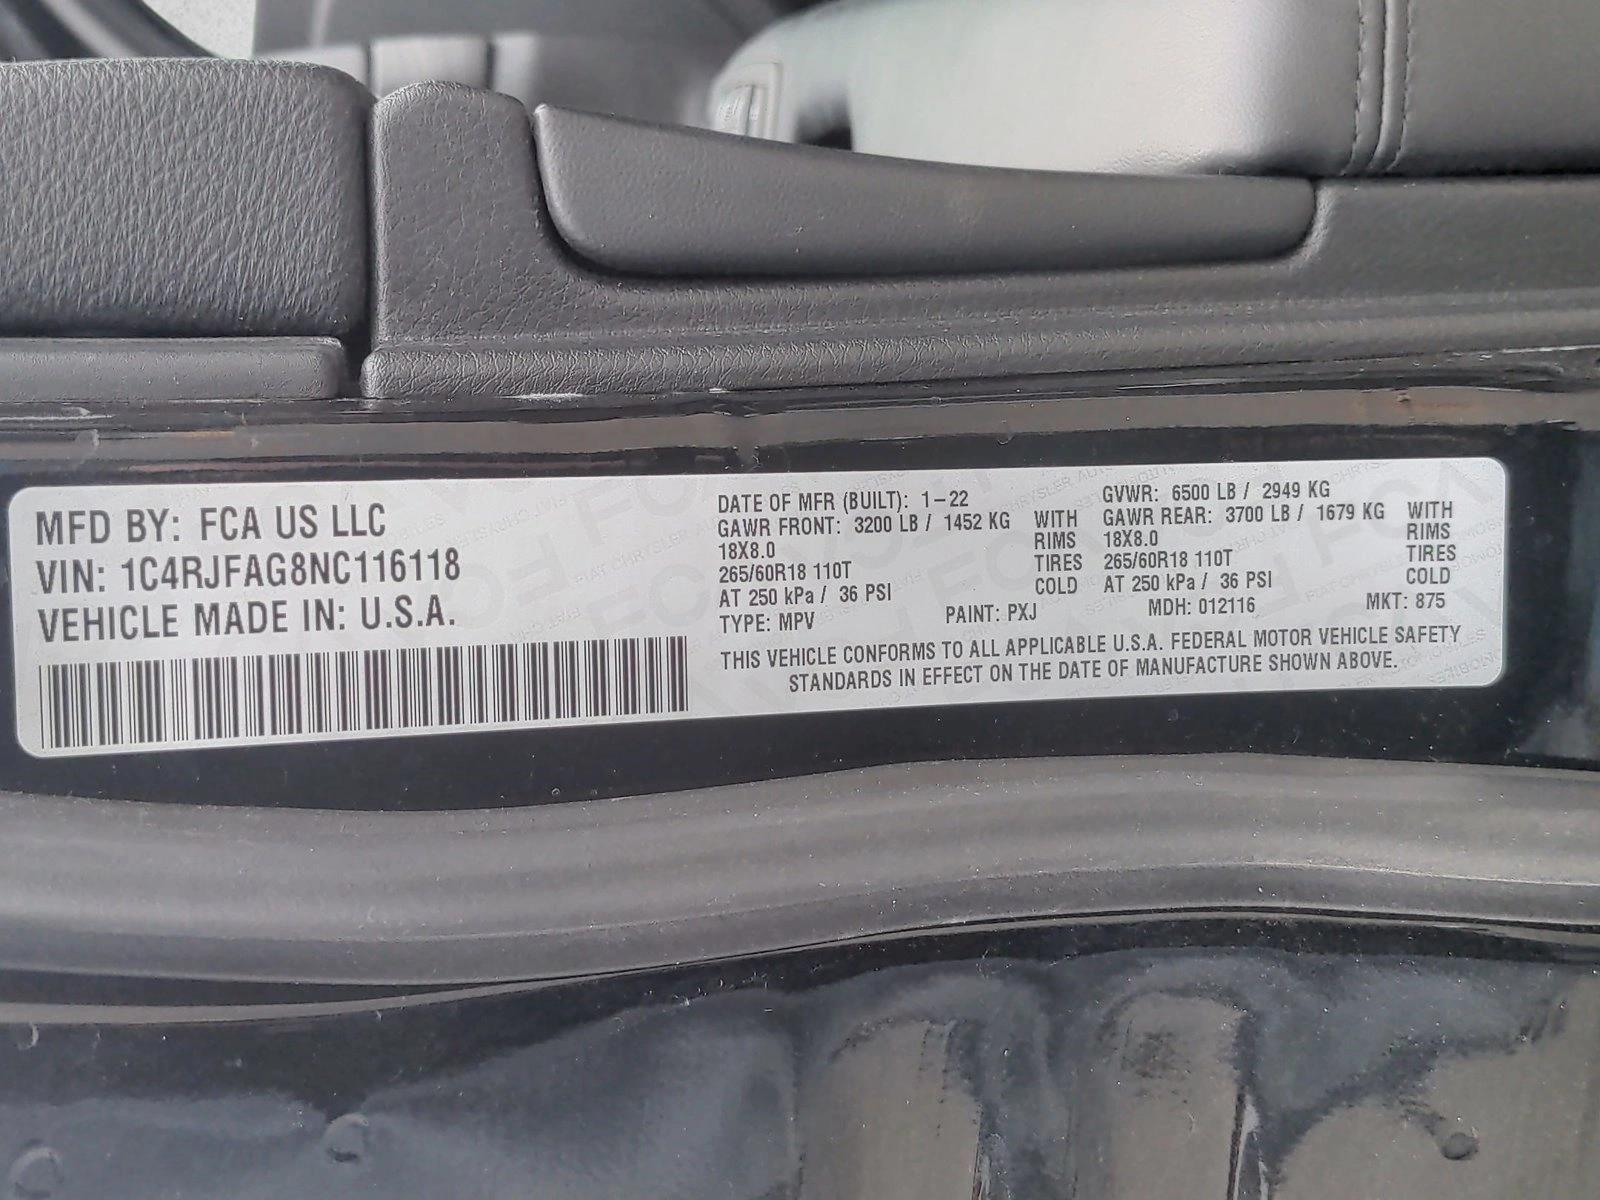 MFD BY: FCA US LLC
VIN: 1C4RJFAG8NC116118
VEHICLE MADE IN: U.S.A.
DATE OF MFR (BUILT): 1-22 GVWR: 6500 LB / 2949 KG
GAWR FRONT: 3200 LB / 1452 KG WITH GAWR REAR: 3700 LB / 1679 KG WITH
18X8.0 RIMS 18X8.0 RIMS
265/60R18 110T TIRES 265/60R18 110T TIRES
AT 250 kPa / 36 PSI COLD AT 250 kPa / 36 PSI COLD
TYPE: MPV PAINT: PXJ MDH: 012116 MKT: 875
THIS VEHICLE CONFORMS TO ALL APPLICABLE U.S.A. FEDERAL MOTOR VEHICLE SAFETY
STANDARDS IN EFFECT ON THE DATE OF MANUFACTURE SHOWN ABOVE.